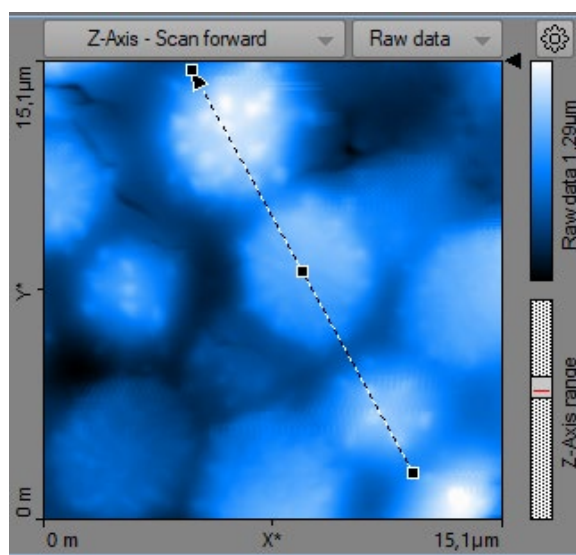 Z-Axis - Scan forward
Raw data
15,1µm
Y*
0 m
0 m
X*
15,1µm
Raw data 1,29µm
Z-Axis range